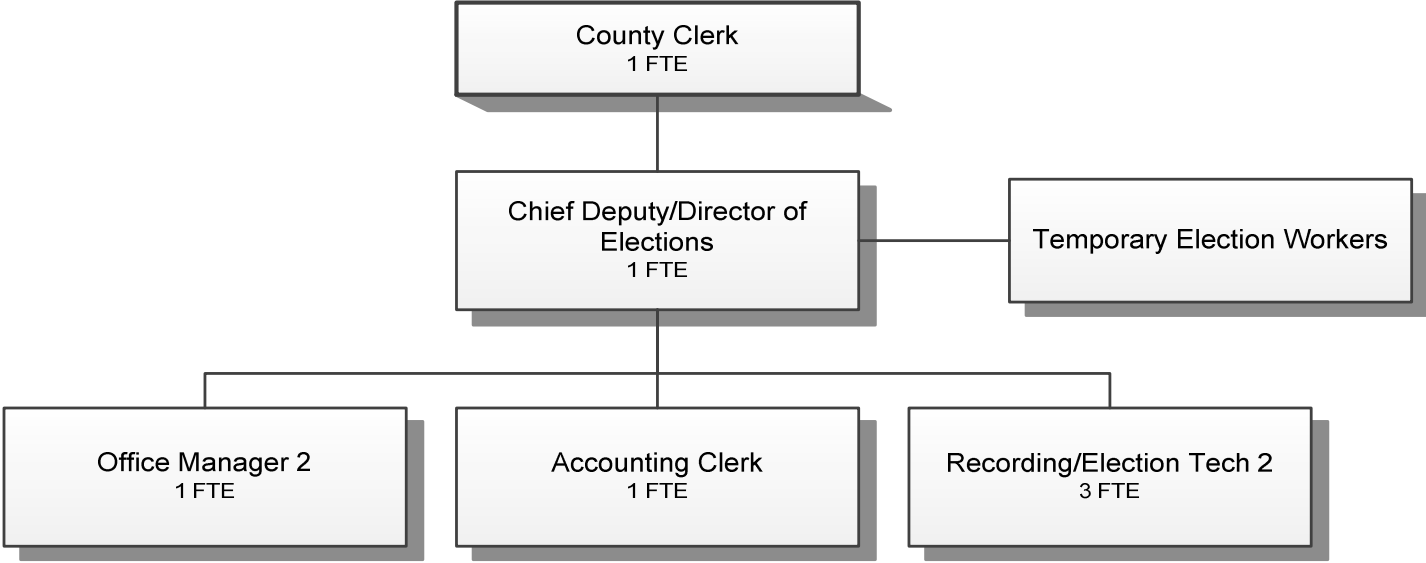 County Clerk
1 FTE
Chief Deputy/Director of
Elections
1 FTE
Temporary Election Workers
Office Manager 2
1 FTE
Accounting Clerk
1 FTE
Recording/Election Tech 2
3 FTE